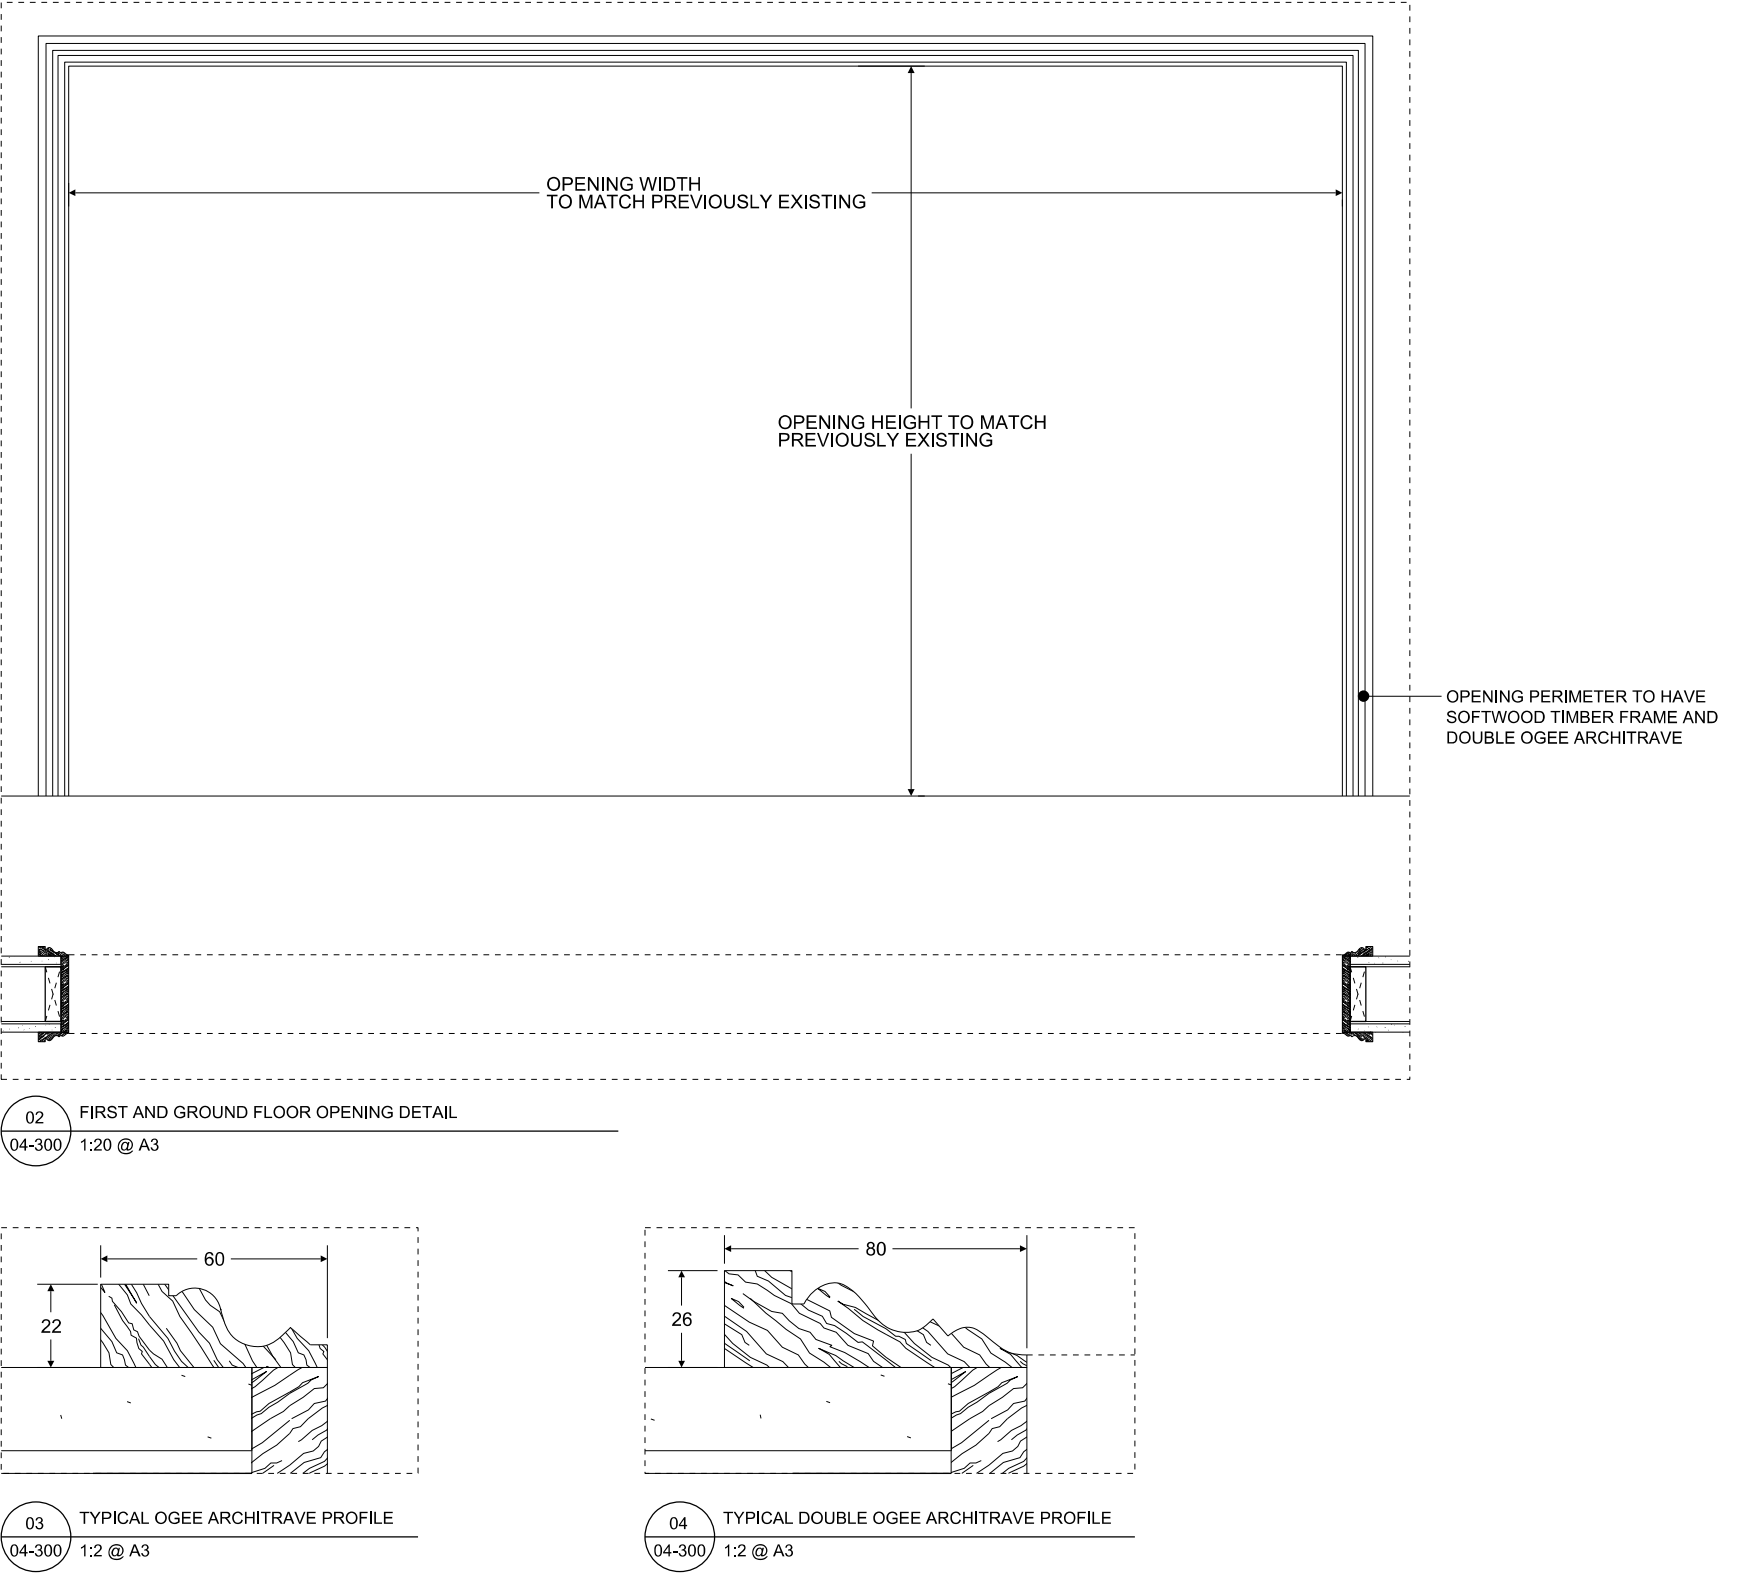 OPENING WIDTH
TO MATCH PREVIOUSLY EXISTING
OPENING HEIGHT TO MATCH
PREVIOUSLY EXISTING
OPENING PERIMETER TO HAVE
SOFTWOOD TIMBER FRAME AND
DOUBLE OGEE ARCHITRAVE
02
04-300
FIRST AND GROUND FLOOR OPENING DETAIL
1:20 @ A3
60
22
03
04-300
TYPICAL OGEE ARCHITRAVE PROFILE
1:2 @ A3
80
26
04
04-300
TYPICAL DOUBLE OGEE ARCHITRAVE PROFILE
1:2 @ A3